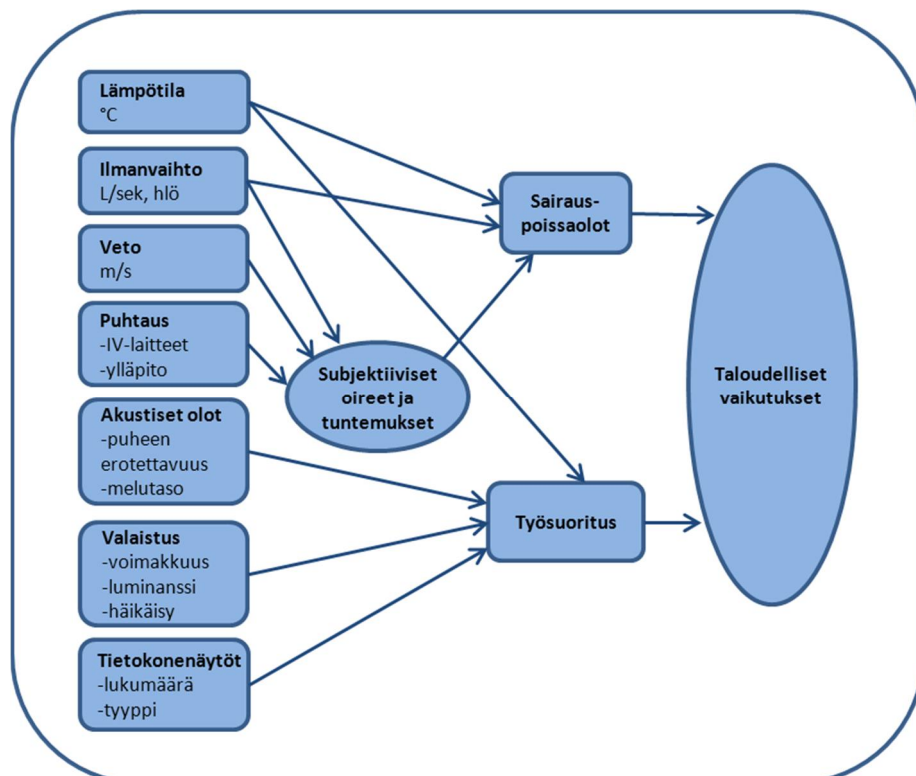 Lämpötila
°C
Ilmanvaihto
L/sek, hlö
Veto
m/s
Puhtaus
-IV-laitteet
-ylläpito
Akustiset olot
-puheen
erotettavuus
-melutaso
Valaistus
-voimakkuus
-luminanssi
-häikäisy
Tietokonenäytöt
-lukumäärä
-tyyppi
Subjektiiviset
oireet ja
tuntemukset
Sairaus-
poissaolot
Työsuoritus
Taloudelliset
vaikutukset